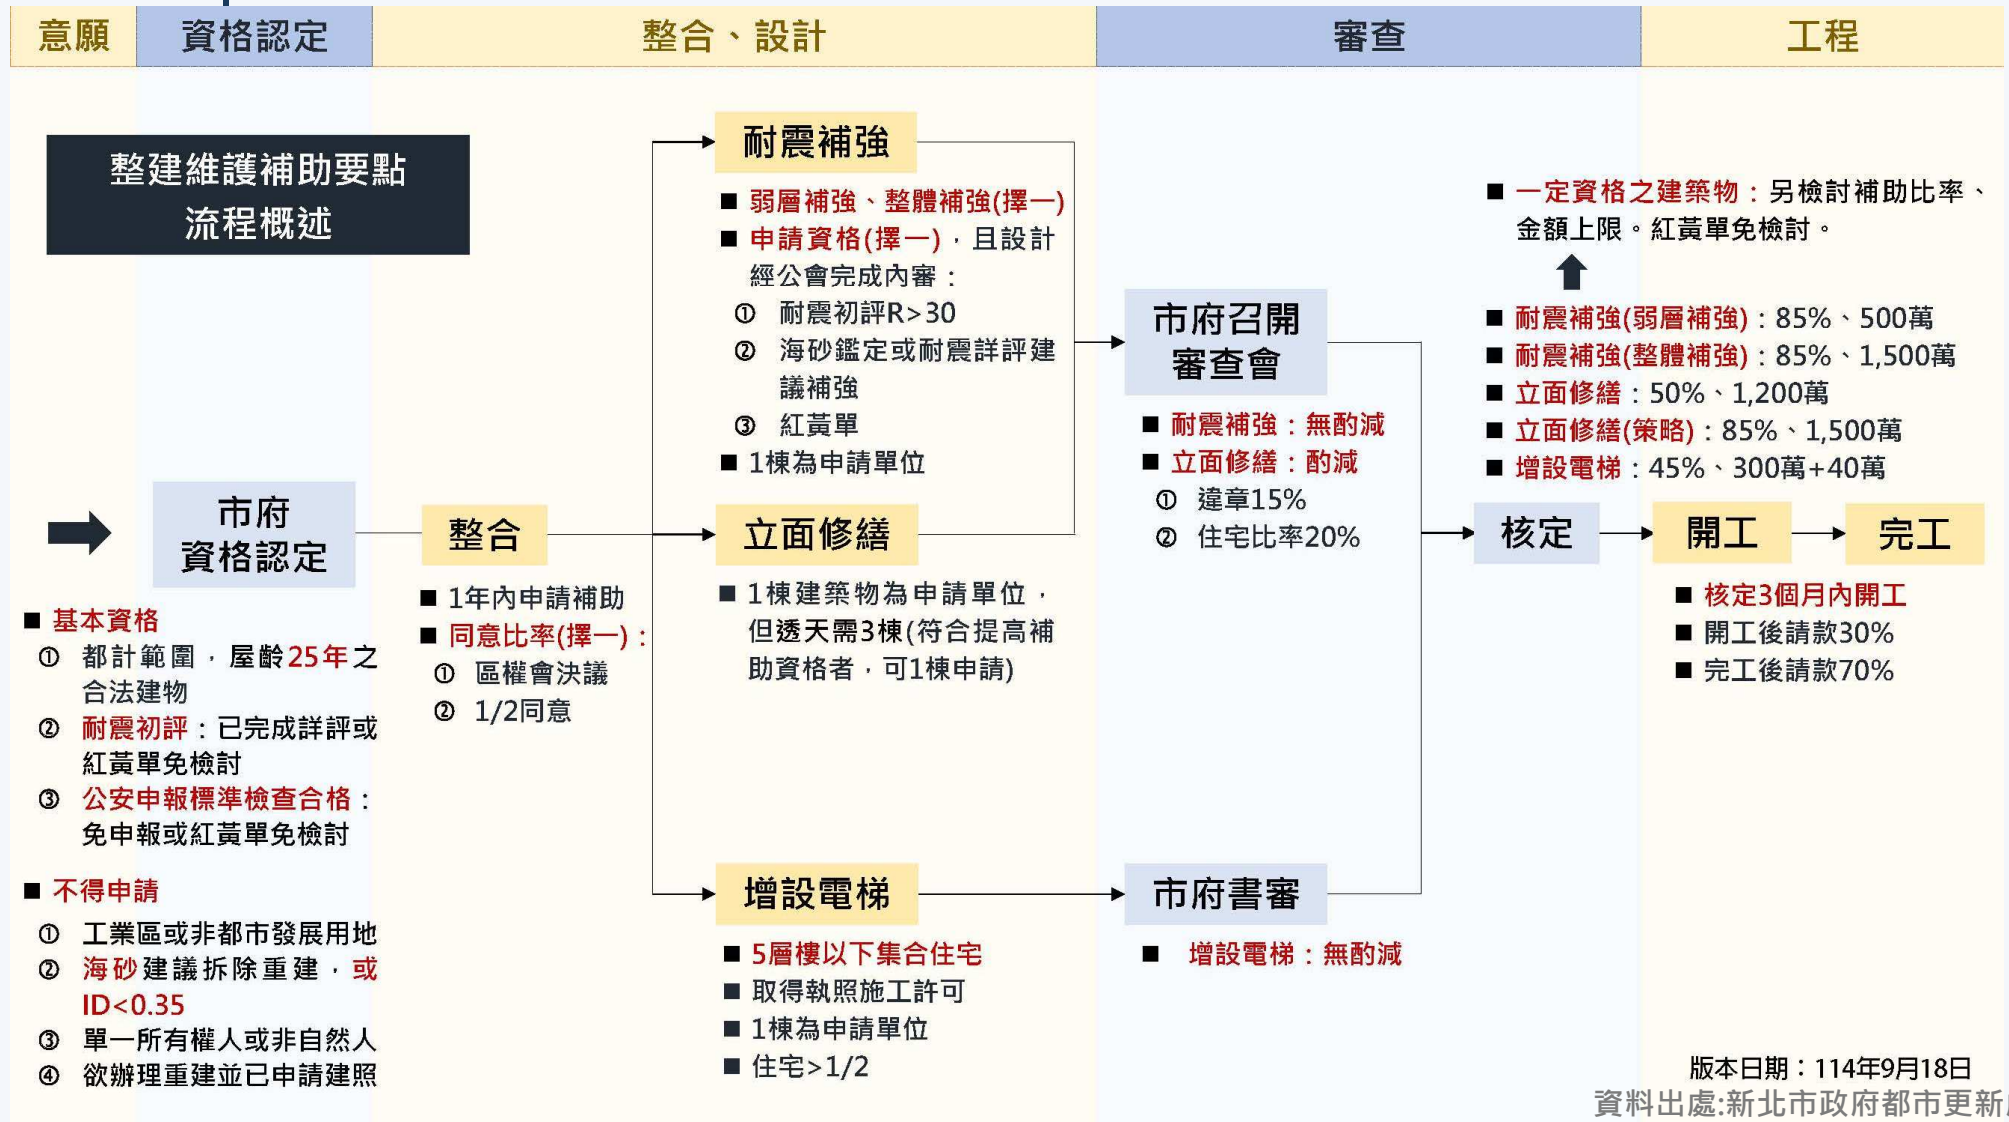 意願
資格認定
整合、設計
審查
工程
整建維護補助要點
流程概述
市府
資格認定
■ 基本資格
① 都計範圍，屋齡25年之
合法建物
② 耐震初評：已完成詳評或
紅黃單免檢討
③ 公安申報標準檢查合格：
免申報或紅黃單免檢討
■ 不得申請
① 工業區或非都市發展用地
② 海砂建議拆除重建，或
ID<0.35
③ 單一所有權人或非自然人
④ 欲辦理重建並已申請建照
整合
■ 1年內申請補助
■ 同意比率(擇一)：
① 區權會決議
② 1/2同意
耐震補強
■ 弱層補強、整體補強(擇一)
■ 申請資格(擇一)，且設計
經公會完成內審：
① 耐震初評R>30
② 海砂鑑定或耐震詳評建
議補強
③ 紅黃單
■ 1棟為申請單位
立面修繕
■ 1棟建築物為申請單位，
但透天需3棟(符合提高補
助資格者，可1棟申請)
增設電梯
■ 5層樓以下集合住宅
■ 取得執照施工許可
■ 1棟為申請單位
■ 住宅>1/2
市府召開
審查會
■ 耐震補強：無酌減
■ 立面修繕：酌減
① 違章15%
② 住宅比率20%
市府書審
■ 增設電梯：無酌減
■ 一定資格之建築物：另檢討補助比率、
金額上限。紅黃單免檢討。
■ 耐震補強(弱層補強)：85%、500萬
■ 耐震補強(整體補強)：85%、1,500萬
■ 立面修繕：50%、1,200萬
■ 立面修繕(策略)：85%、1,500萬
■ 增設電梯：45%、300萬+40萬
核定
開工
完工
■ 核定3個月內開工
■ 開工後請款30%
■ 完工後請款70%
版本日期：114年9月18日
資料出處:新北市政府都市更新